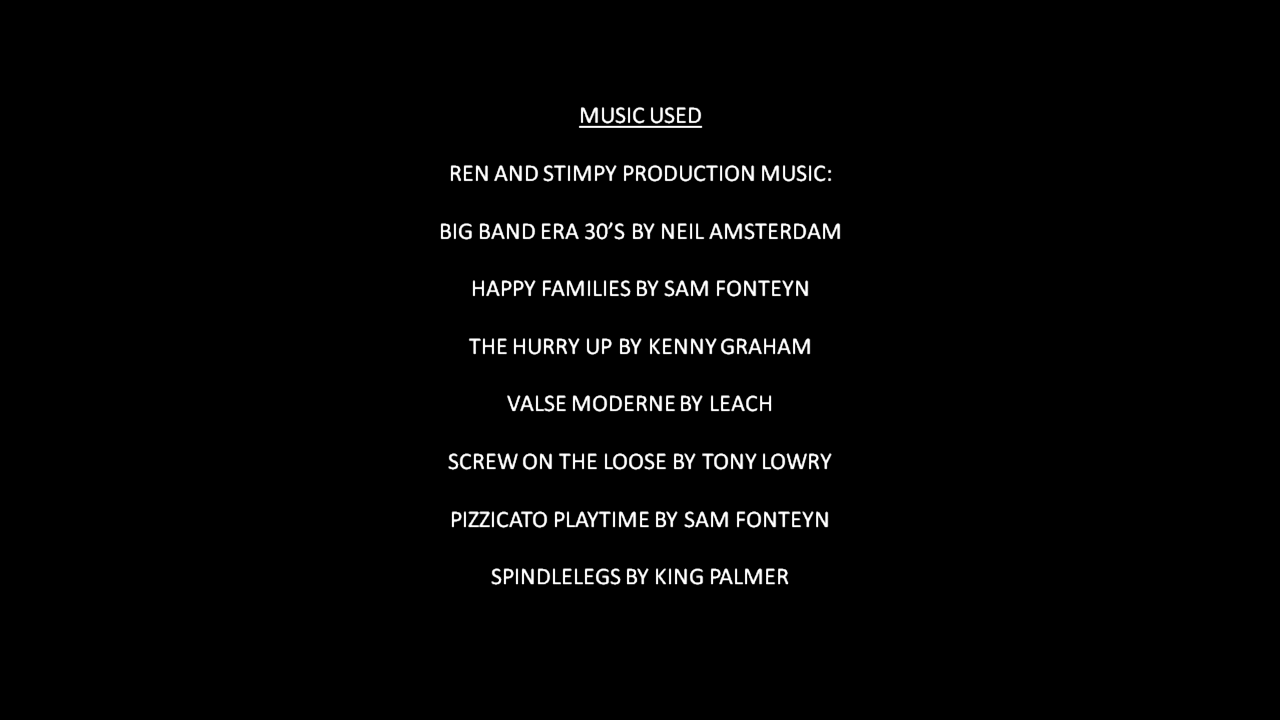 MUSIC USED
REN AND STIMPY PRODUCTION MUSIC:
BIG BAND ERA 30’S BY NEIL AMSTERDAM
HAPPY FAMILIES BY SAM FONTEYN
THE HURRY UP BY KENNY GRAHAM
VALSE MODERNE BY LEACH
SCREW ON THE LOOSE BY TONY LOWRY
PIZZICATO PLAYTIME BY SAM FONTEYN
SPINDLELEGS BY KING PALMER